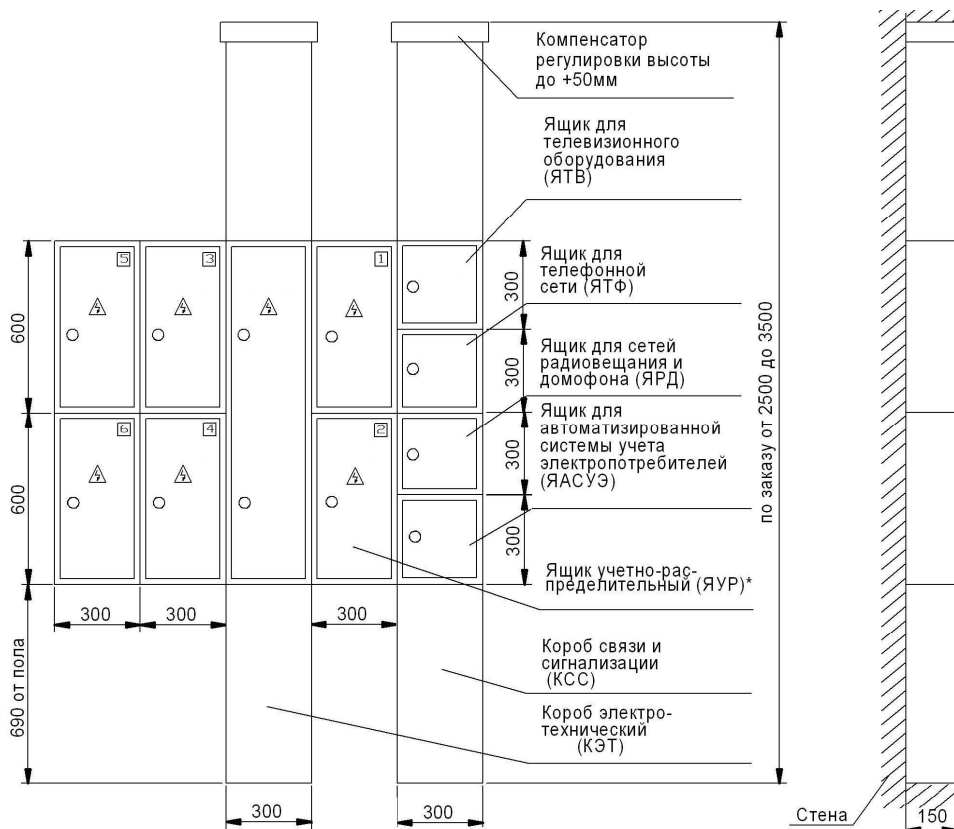 Компенсатор
регулировки высоты
до +50мм
Ящик для
телевизионного
оборудования
(ЯТВ)
Ящик для
телефонной
сети (ЯТФ)
Ящик для сетей
радиовещания и
домофона (ЯРД)
Ящик для
автоматизированной
системы учета
электропотребителей
(ЯАСУЭ)
Ящик учетно-рас-
пределительный (ЯУР)*
Короб связи и
сигнализации
(КСС)
Короб электро-
технический
(КЭТ)
5
3
1
6
4
2
600
600
690 от пола
300
300
300
300
300
300
300
300
300
по заказу от 2500 до 3500
Стена
150